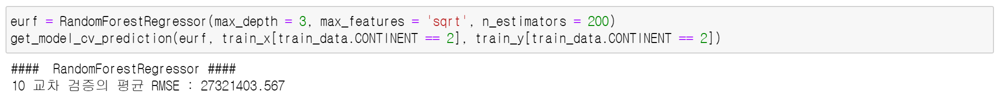 eurf = RandomForestRegressor(max_depth = 3, max_features = 'sqrt', n_estimators = 200)
get_model_cv_prediction(eurf, train_x[train_data.CONTINENT == 2], train_y[train_data.CONTINENT == 2])
####  RandomForestRegressor ####
10 교차 검증의 평균 RMSE : 27321403.567